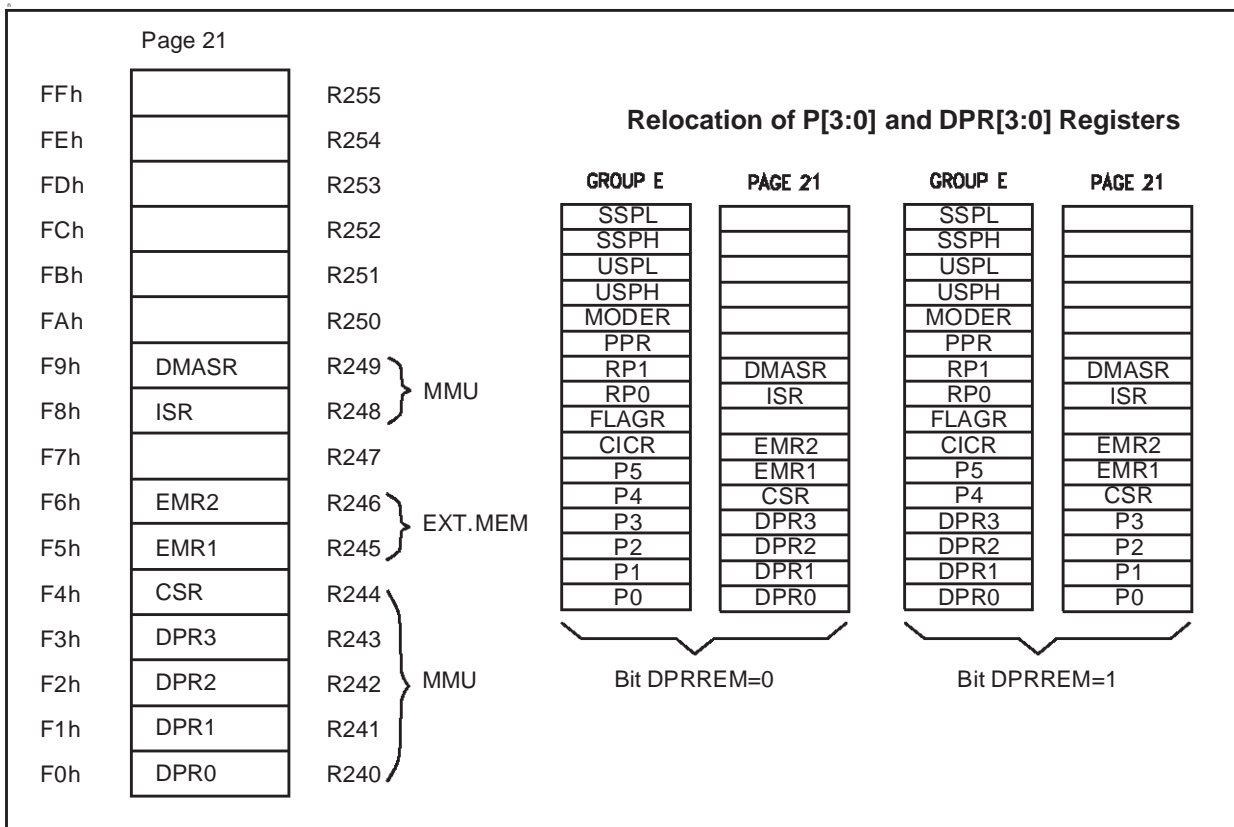 Page 21
FFh R255
FEh R254
FDh R253
FCh R252
FBh R251
FAh R250
F9h DMASR R249
F8h ISR R248
MMU
F7h R247
F6h EMR2 R246
F5h EMR1 R245
EXT.MEM
F4h CSR R244
F3h DPR3 R243
F2h DPR2 R242
F1h DPR1 R241
F0h DPR0 R240
MMU
Relocation of P[3:0] and DPR[3:0] Registers
GROUP E PAGE 21 GROUP E PAGE 21
SSPL SSPL
SSPH SSPH
USPL USPL
USPH USPH
MODER MODER
PPR PPR
RP1 DMASR RP1 DMASR
RP0 ISR RP0 ISR
FLAGR FLAGR
CICR EMR2 CICR EMR2
P5 EMR1 P5 EMR1
P4 CSR P4 CSR
P3 DPR3 DPR3 P3
P2 DPR2 DPR2 P2
P1 DPR1 DPR1 P1
P0 DPR0 DPR0 P0
Bit DPRREM=0 Bit DPRREM=1